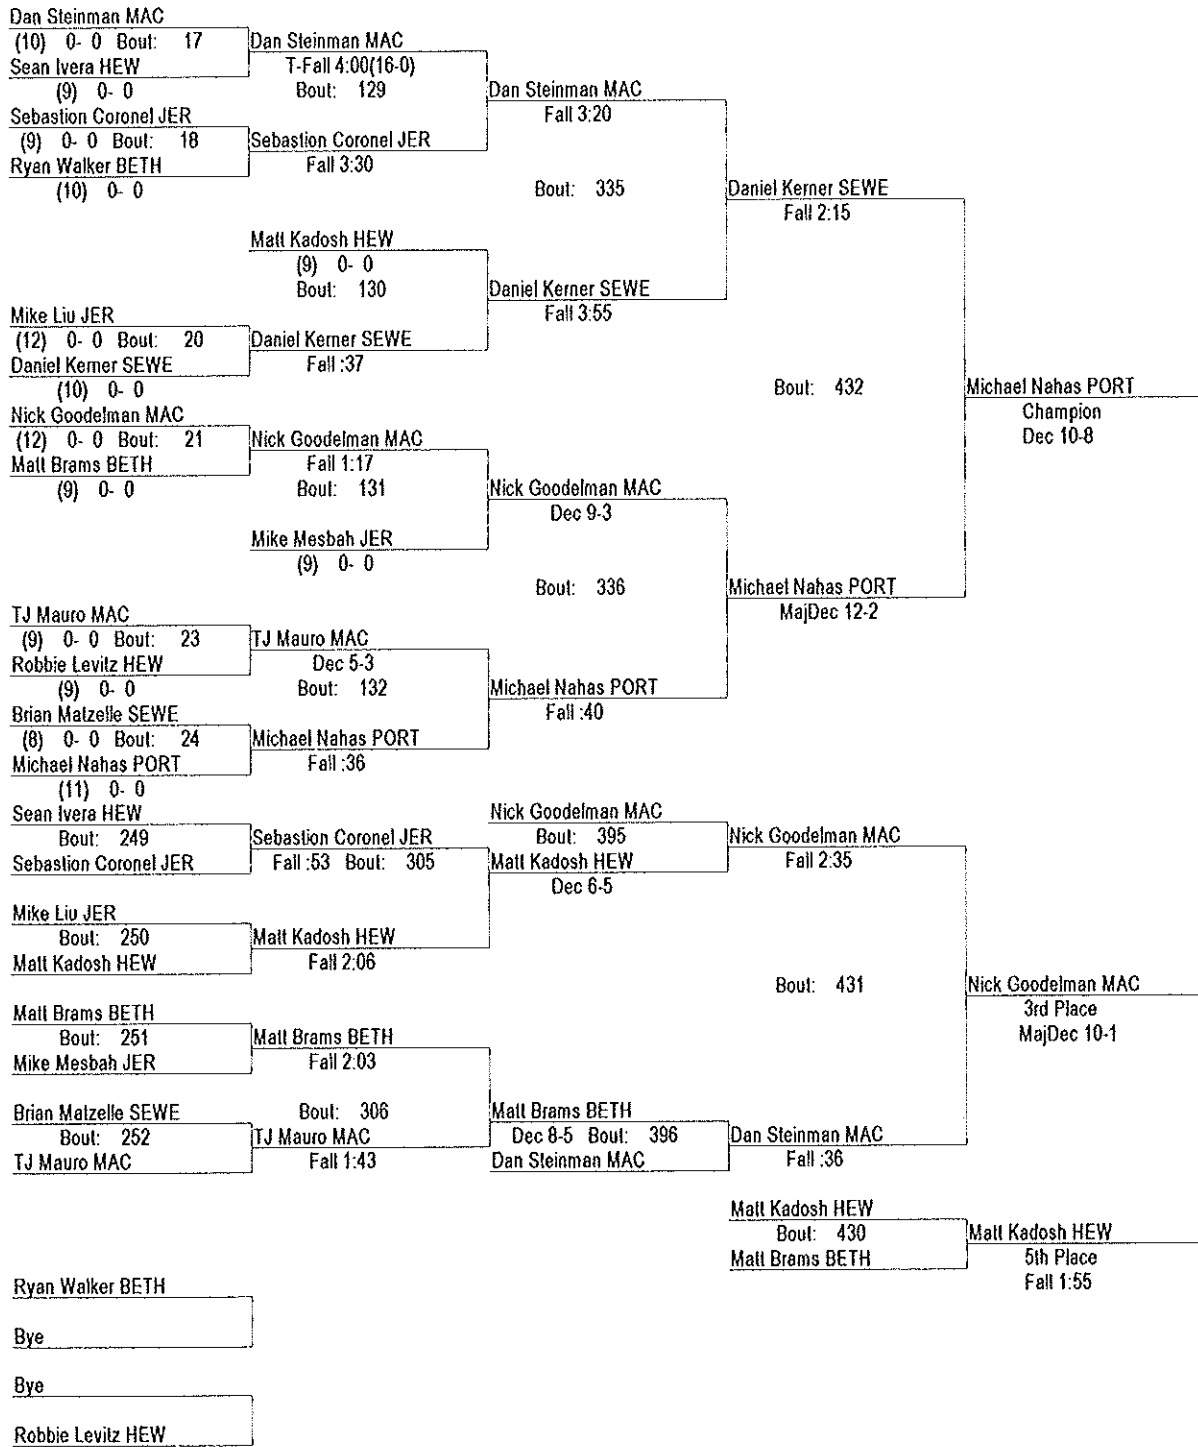 Dan Steinman MAC
(10) 0- 0 Bout: 17
Sean Ivera HEW
(9) 0- 0
Sebastion Coronel JER
(9) 0- 0 Bout: 18
Ryan Walker BETH
(10) 0- 0
Mike Liu JER
(12) 0- 0 Bout: 20
Daniel Kerner SEWE
(10) 0- 0
Nick Goodelman MAC
(12) 0- 0 Bout: 21
Matt Brams BETH
(9) 0- 0
TJ Mauro MAC
(9) 0- 0 Bout: 23
Robbie Levitz HEW
(9) 0- 0
Brian Matzelle SEWE
(8) 0- 0 Bout: 24
Michael Nahas PORT
(11) 0- 0
Dan Steinman MAC
T-Fall 4:00(16-0)
Bout: 129
Sebastion Coronel JER
Fall 3:30
Matt Kadosh HEW
(9) 0- 0
Bout: 130
Daniel Kerner SEWE
Fall :37
Nick Goodelman MAC
Fall 1:17
Bout: 131
Mike Mesbah JER
(9) 0- 0
TJ Mauro MAC
Dec 5-3
Bout: 132
Michael Nahas PORT
Fall :36
Dan Steinman MAC
Fall 3:20
Bout: 335
Daniel Kerner SEWE
Fall 3:55
Nick Goodelman MAC
Dec 9-3
Bout: 336
Michael Nahas PORT
Fall :40
Daniel Kerner SEWE
Fall 2:15
Bout: 432
Michael Nahas PORT
MajDec 12-2
Michael Nahas PORT
Champion
Dec 10-8
Sean Ivera HEW
Bout: 249
Sebastion Coronel JER
Mike Liu JER
Bout: 250
Matt Kadosh HEW
Matt Brams BETH
Bout: 251
Mike Mesbah JER
Brian Matzelle SEWE
Bout: 252
TJ Mauro MAC
Sebastion Coronel JER
Fall :53 Bout: 305
Matt Kadosh HEW
Fall 2:06
Matt Brams BETH
Fall 2:03
Bout: 306
TJ Mauro MAC
Fall 1:43
Nick Goodelman MAC
Bout: 395
Matt Kadosh HEW
Dec 6-5
Matt Brams BETH
Dec 8-5 Bout: 396
Dan Steinman MAC
Nick Goodelman MAC
Fall 2:35
Bout: 431
Dan Steinman MAC
Fall :36
Nick Goodelman MAC
3rd Place
MajDec 10-1
Matt Kadosh HEW
Bout: 430
Matt Brams BETH
Matt Kadosh HEW
5th Place
Fall 1:55
Ryan Walker BETH
Bye
Bye
Robbie Levitz HEW